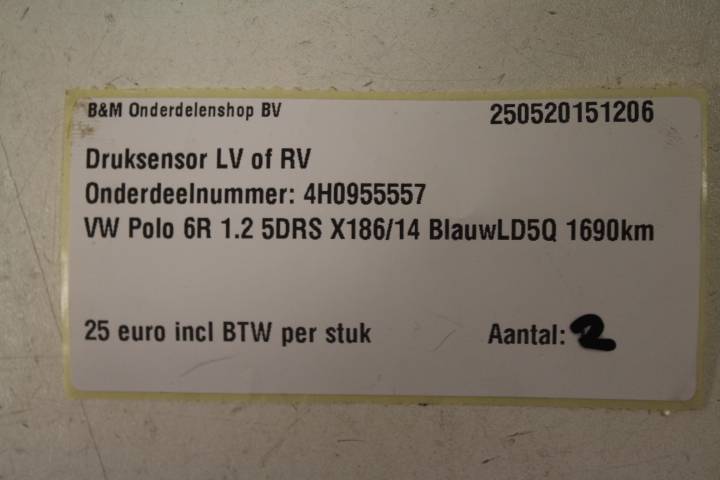 B&M Onderdelenshop BV 250520151206
Druksensor LV of RV
Onderdeelnummer: 4H0955557
VW Polo 6R 1.2 5DRS X186/14 BlauwLD5Q 1690km
25 euro incl BTW per stuk Aantal: 2